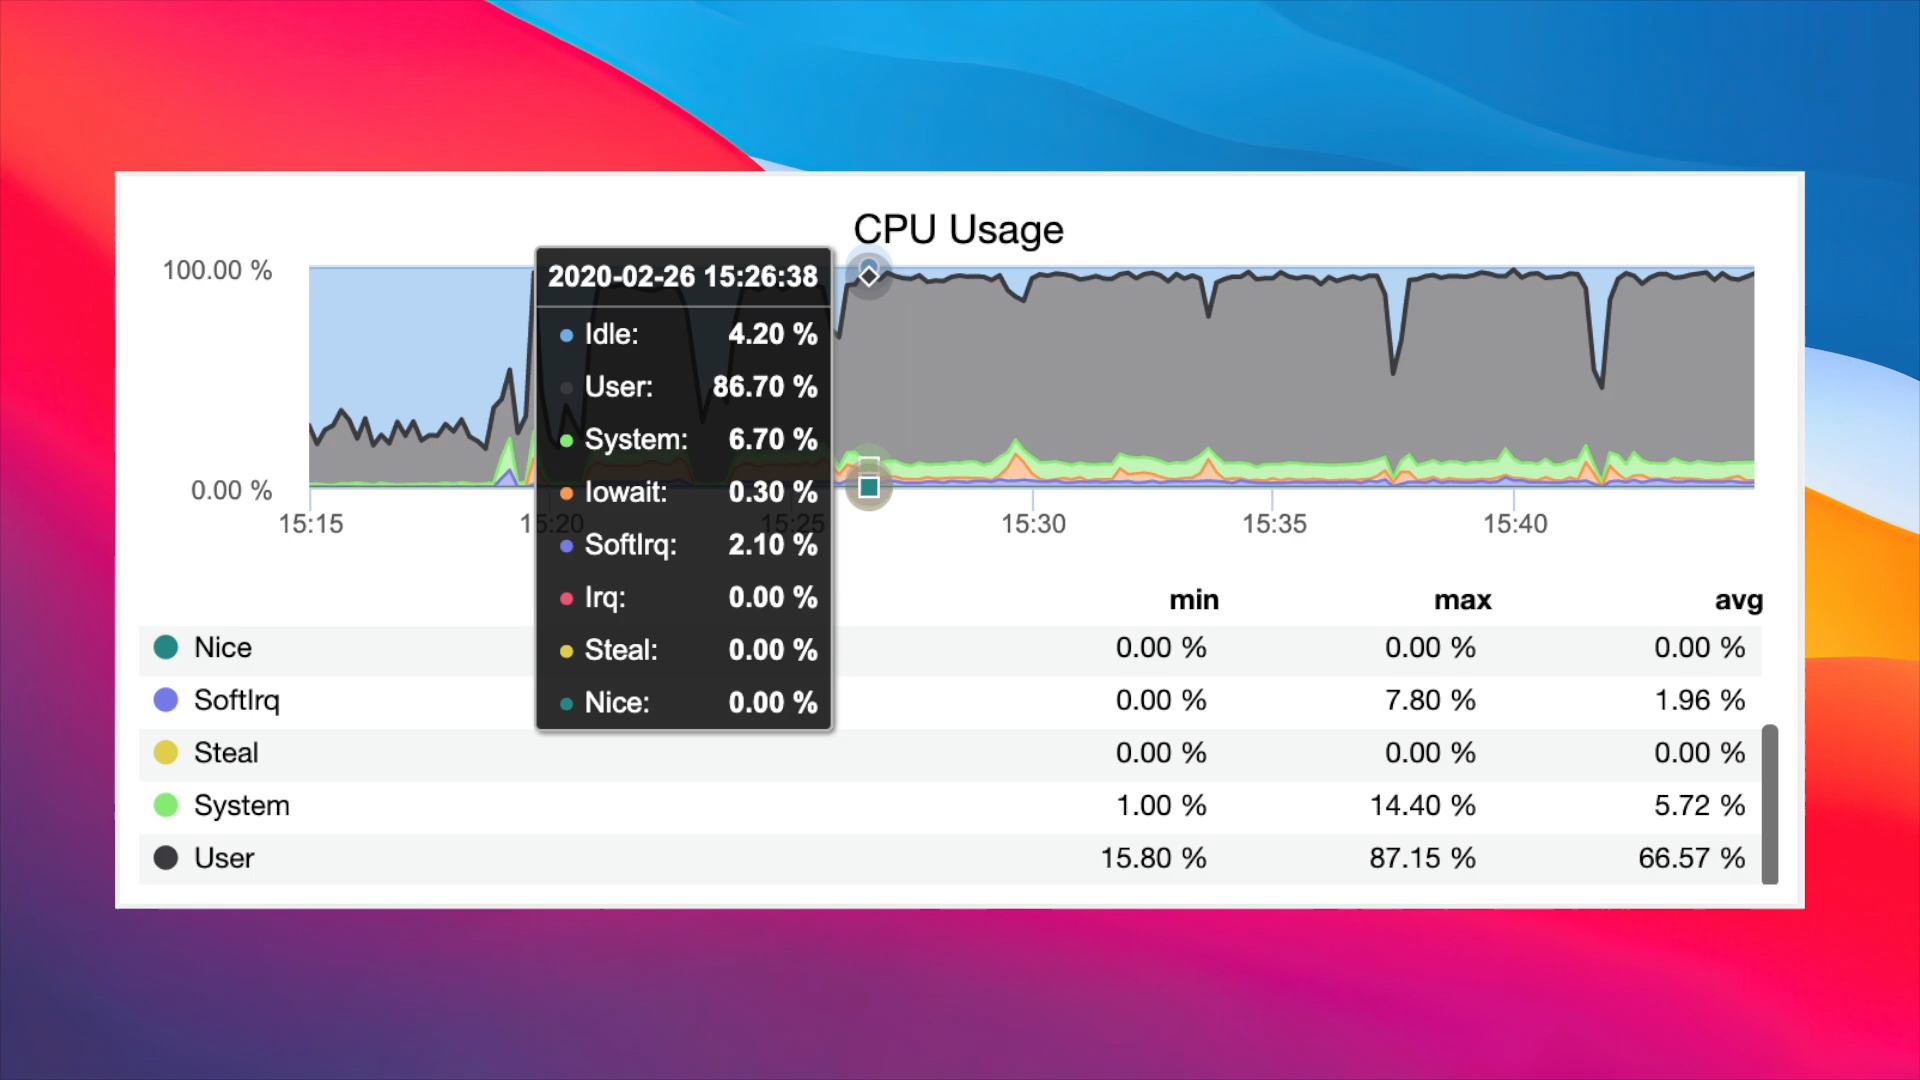 CPU Usage
100.00 %
0.00 %
15:15
15:20
15:25
15:30
15:35
15:40
2020-02-26 15:26:38
Idle: 4.20 %
User: 86.70 %
System: 6.70 %
Iowait: 0.30 %
SoftIrq: 2.10 %
Irq: 0.00 %
Steal: 0.00 %
Nice: 0.00 %
min max avg
Nice 0.00 % 0.00 % 0.00 %
SoftIrq 0.00 % 7.80 % 1.96 %
Steal 0.00 % 0.00 % 0.00 %
System 1.00 % 14.40 % 5.72 %
User 15.80 % 87.15 % 66.57 %